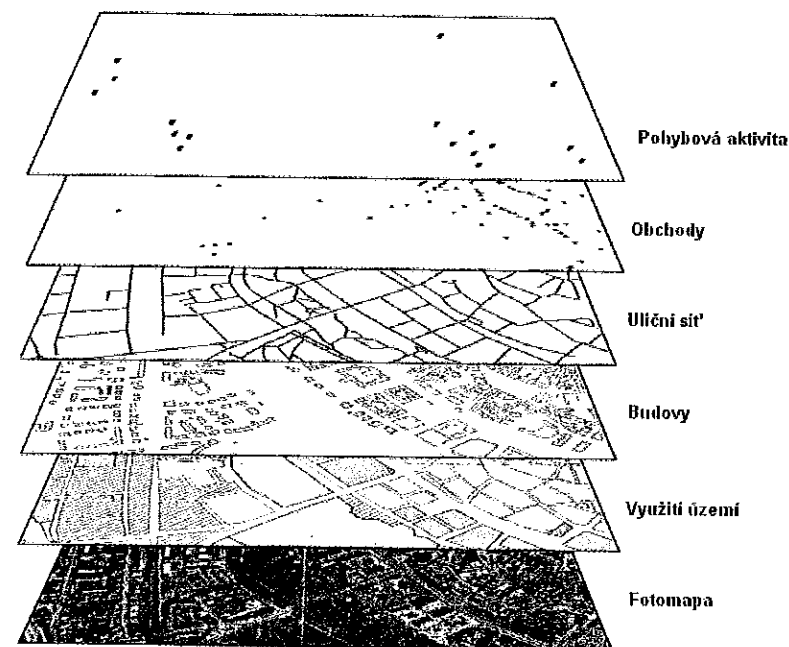 Pohybová aktivita
Obchody
Uliční síť
Budovy
Využití území
Fotomapa